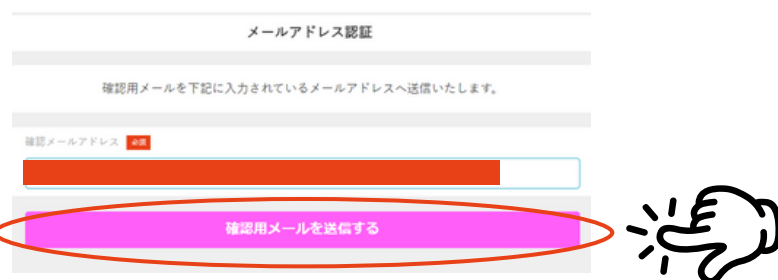 メールアドレス認証
確認用メールを下記に入力されているメールアドレスへ送信いたします。
確認メールアドレス 必須
確認用メールを送信する